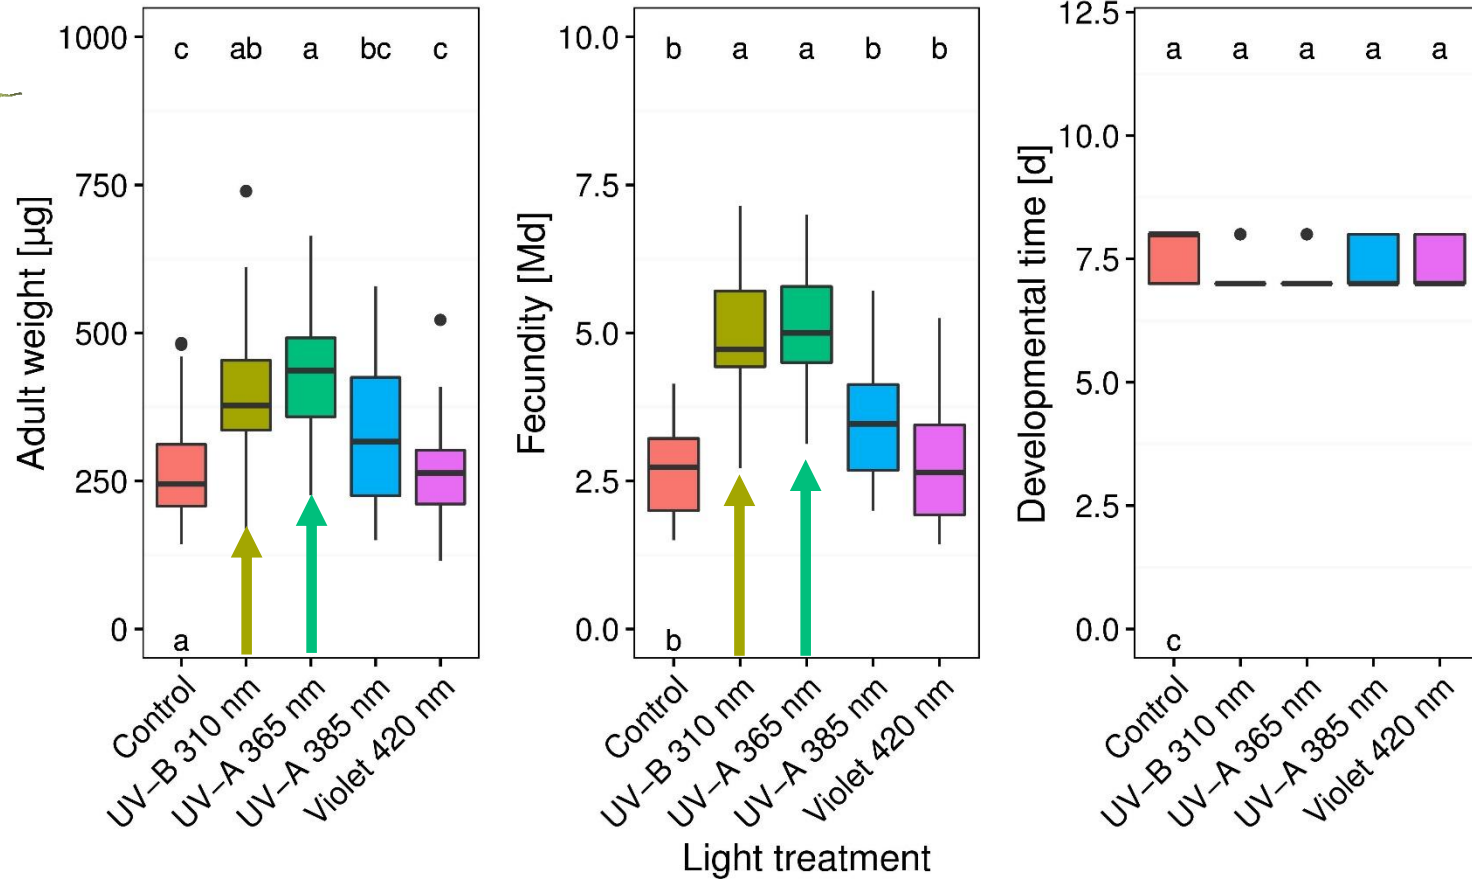 Adult weight [µg]
1000
750
500
250
0
c ab a bc c
a
Control
UV−B 310 nm
UV−A 365 nm
UV−A 385 nm
Violet 420 nm
Fecundity [Md]
10.0
7.5
5.0
2.5
0.0
b a a b b
b
Control
UV−B 310 nm
UV−A 365 nm
UV−A 385 nm
Violet 420 nm
Developmental time [d]
12.5
10.0
7.5
5.0
2.5
0.0
a a a a a
c
Control
UV−B 310 nm
UV−A 365 nm
UV−A 385 nm
Violet 420 nm
Light treatment